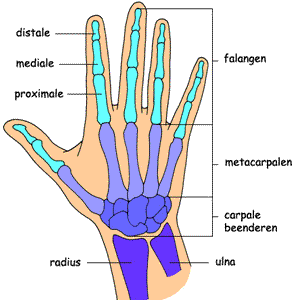 distale
mediale
proximale
falangen
metacarpalen
carpale
beenderen
radius
ulna